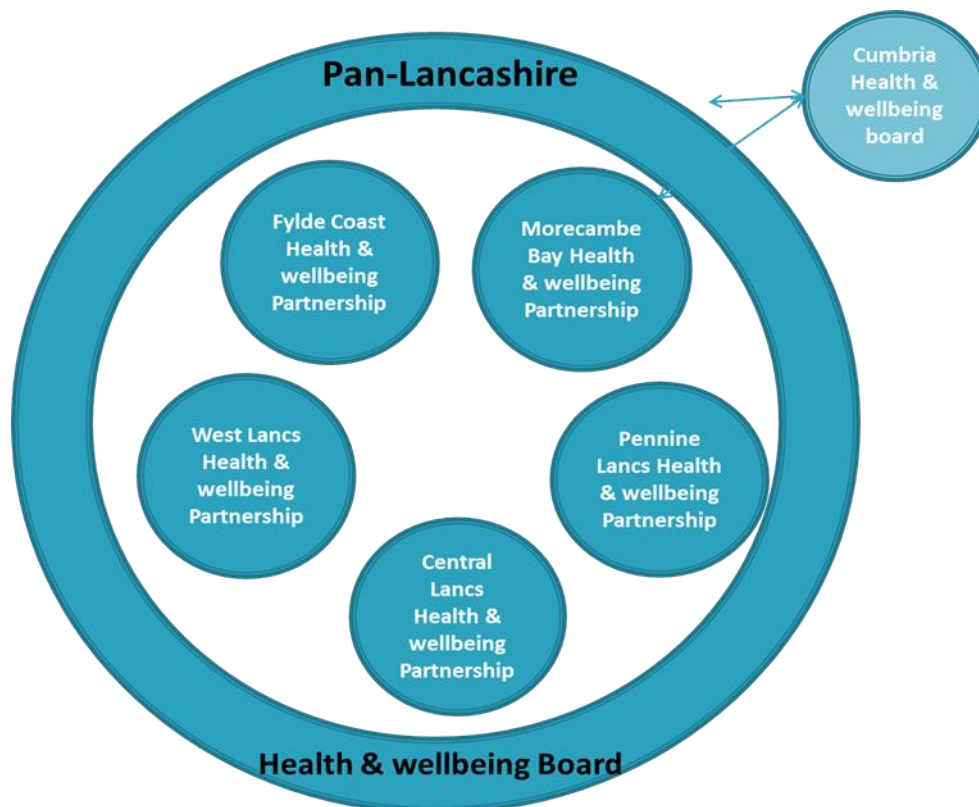 Pan-Lancashire
Cumbria
Health &
wellbeing
board
Fylde Coast
Health &
wellbeing
Partnership
Morecambe
Bay Health
& wellbeing
Partnership
West Lancs
Health &
wellbeing
Partnership
Pennine
Lancs Health
& wellbeing
Partnership
Central
Lancs
Health &
wellbeing
Partnership
Health & wellbeing Board